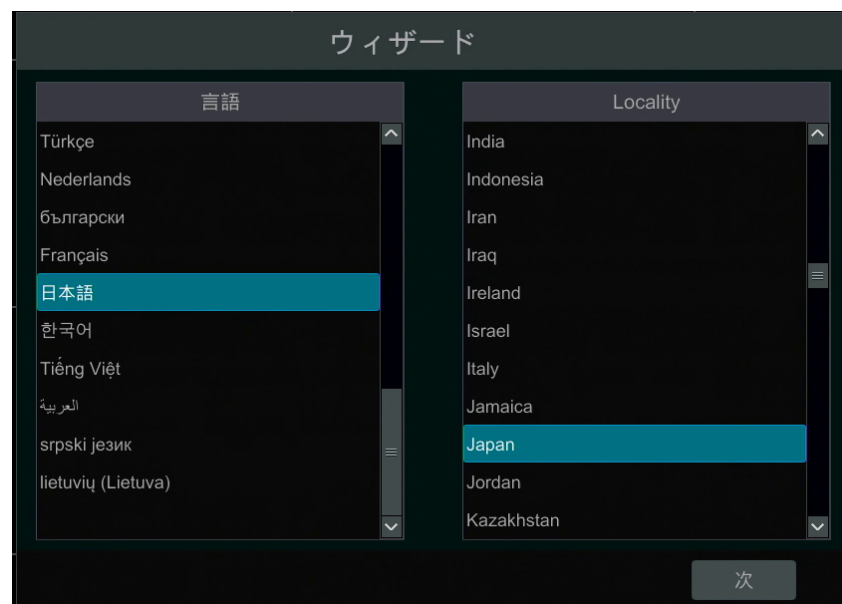 ウィザード
言語
Türkçe
Nederlands
български
Français
日本語
한국어
Tiếng Việt
العربية
srpski језик
lietuvių (Lietuva)
Locality
India
Indonesia
Iran
Iraq
Ireland
Israel
Italy
Jamaica
Japan
Jordan
Kazakhstan
次